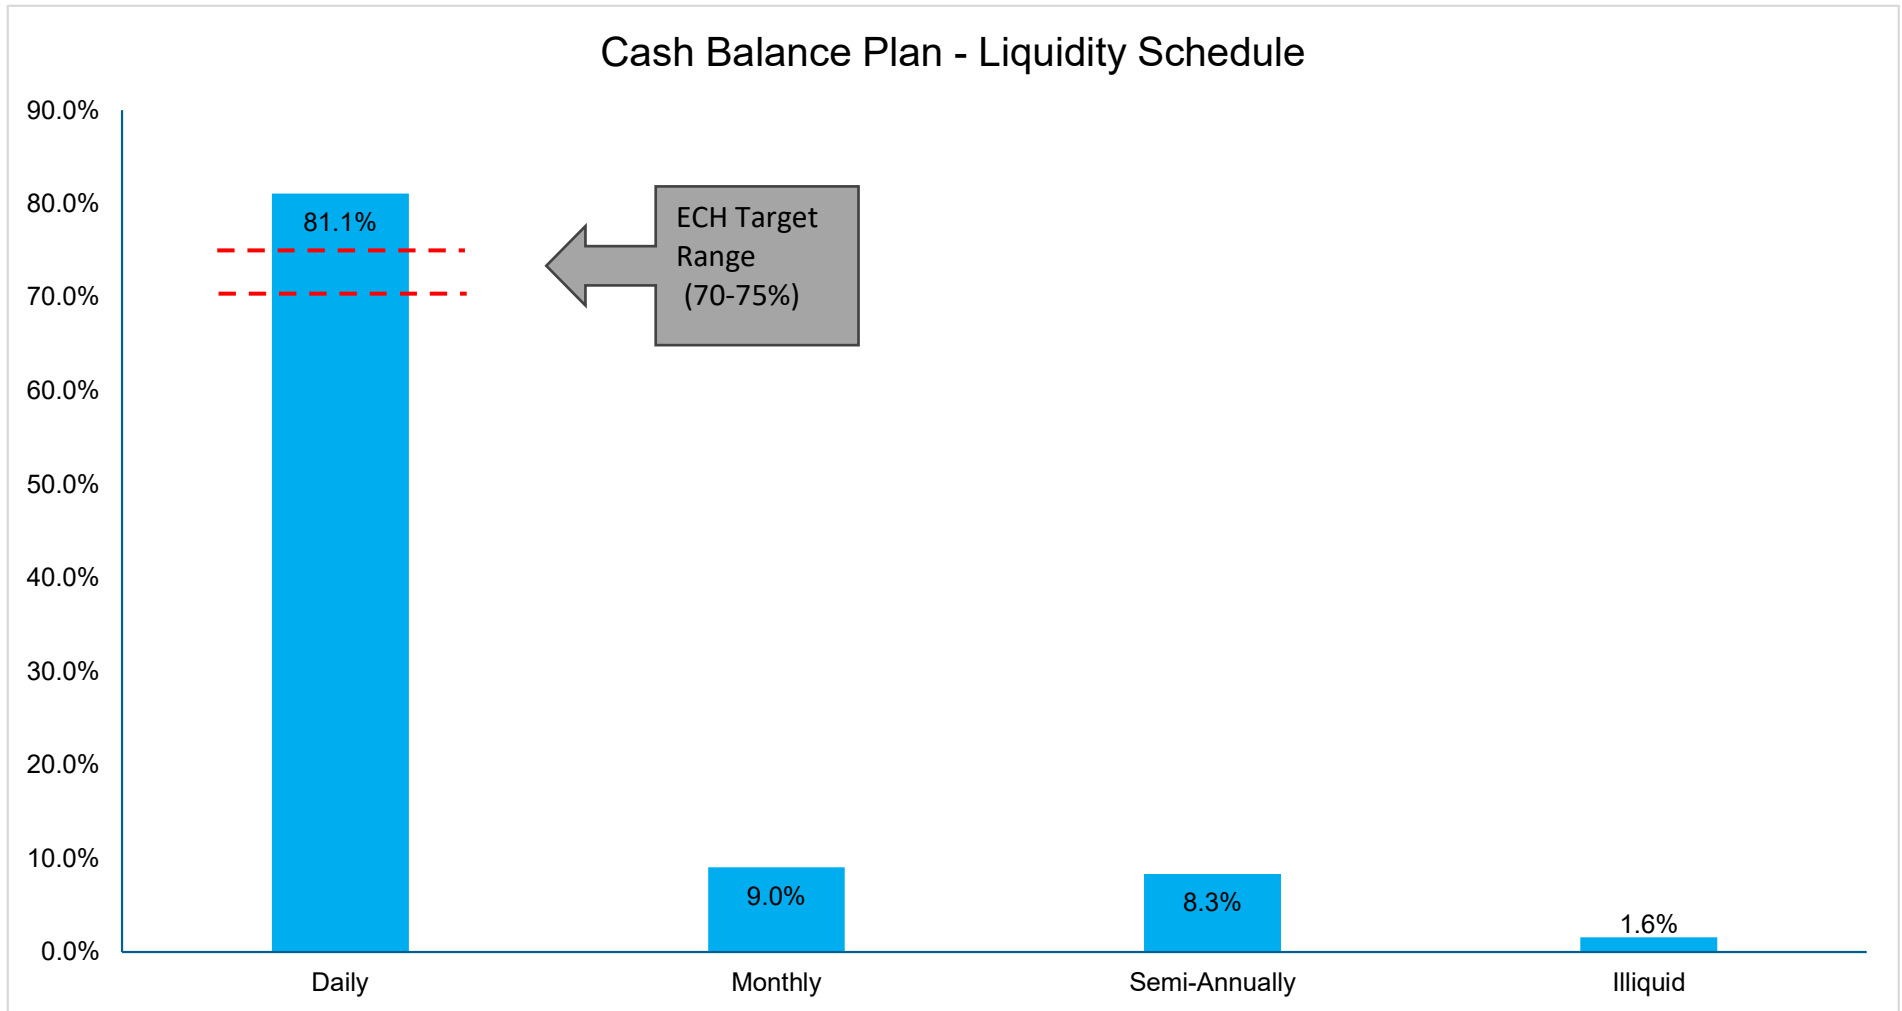 Cash Balance Plan - Liquidity Schedule
90.0%
80.0%
70.0%
60.0%
50.0%
40.0%
30.0%
20.0%
10.0%
0.0%
81.1%
ECH Target
Range
(70-75%)
9.0%
8.3%
1.6%
Daily
Monthly
Semi-Annually
Illiquid